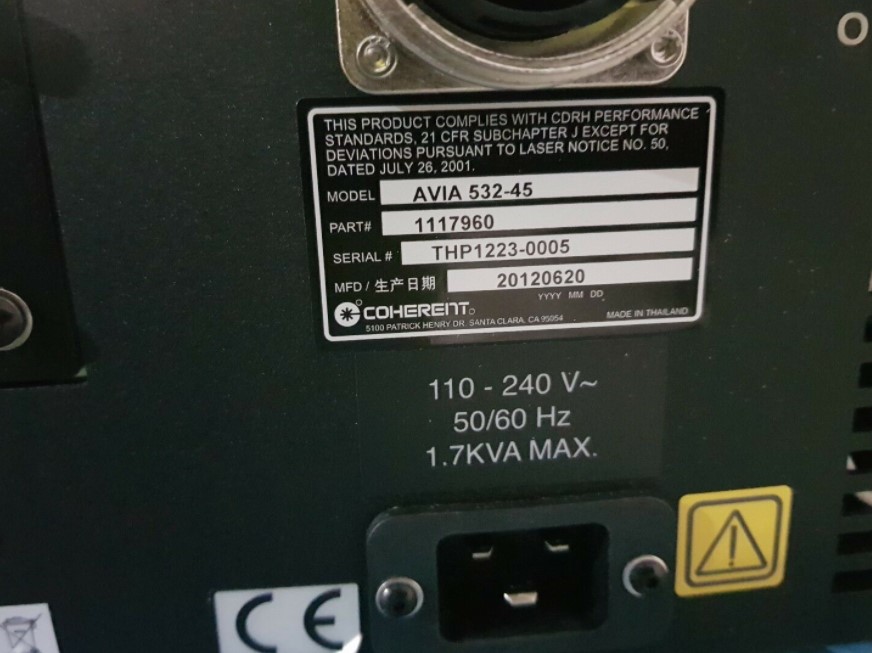 O
THIS PRODUCT COMPLIES WITH CDRH PERFORMANCE
STANDARDS, 21 CFR SUBCHAPTER J EXCEPT FOR
DEVIATIONS PURSUANT TO LASER NOTICE NO. 50,
DATED JULY 26, 2001.
MODEL AVIA 532-45
PART# 1117960
SERIAL # THP1223-0005
MFD / 生产日期 20120620
YYYY MM DD
COHERENT
5100 PATRICK HENRY DR. SANTA CLARA, CA 95054 MADE IN THAILAND
110 - 240 V~
50/60 Hz
1.7KVA MAX.
CE